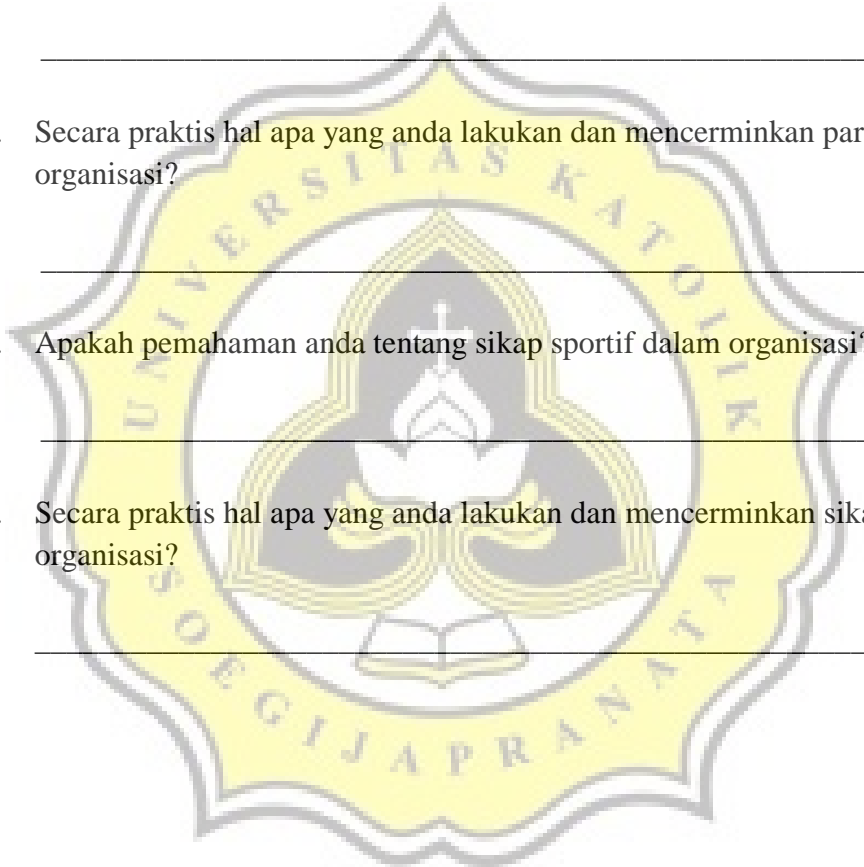 . Secara praktis hal apa yang anda lakukan dan mencerminkan par
organisasi?
. Apakah pemahaman anda tentang sikap sportif dalam organisasi?
. Secara praktis hal apa yang anda lakukan dan mencerminkan sika
organisasi?
UNIVERSITAS KATOLIK
SOEGIJAPRANATA